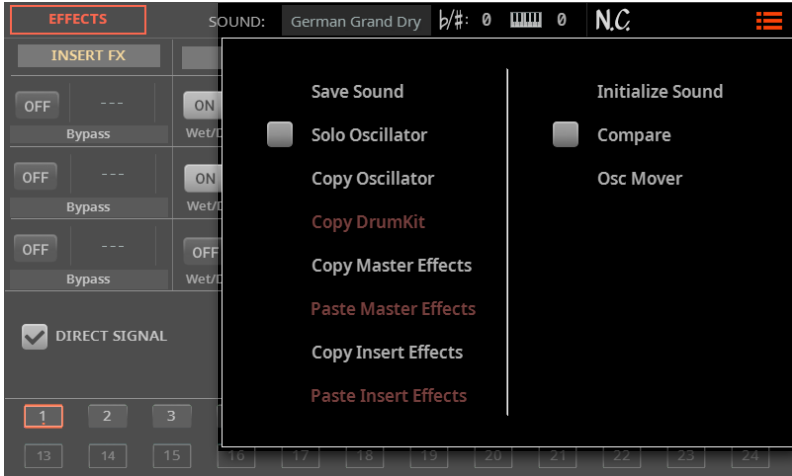 EFFECTS SOUND: German Grand Dry ♭/♯: 0 0 N.C.
INSERT FX
Save Sound Initialize Sound
OFF --- ON
Solo Oscillator Compare
Bypass Wet/D
Copy Oscillator Osc Mover
OFF --- ON
Bypass Wet/D
Copy DrumKit
OFF --- OFF
Copy Master Effects
Bypass Wet/D
Paste Master Effects
DIRECT SIGNAL
Copy Insert Effects
Paste Insert Effects
1 2 3
13 14 15 16 17 18 19 20 21 22 23 24